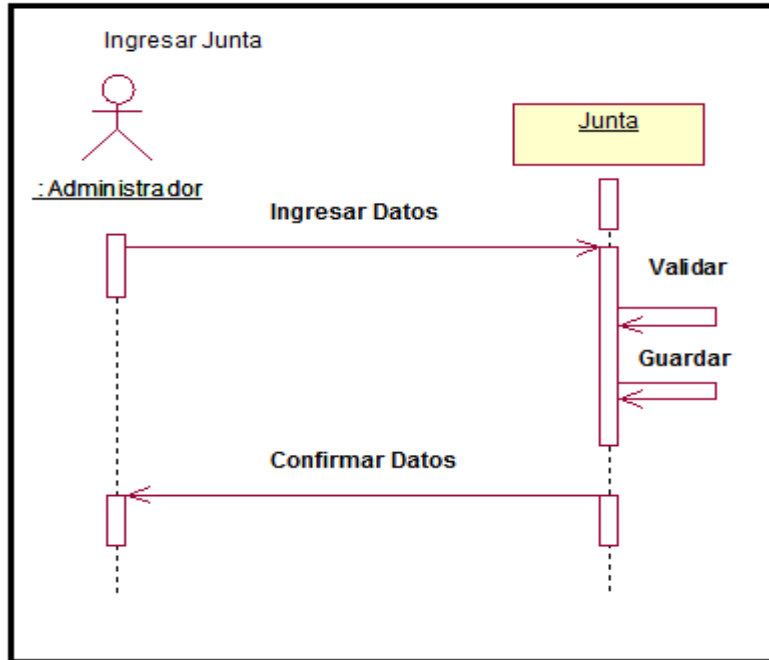 Ingresar Junta
Junta
: Administrador
Ingresar Datos
Validar
Guardar
Confirmar Datos